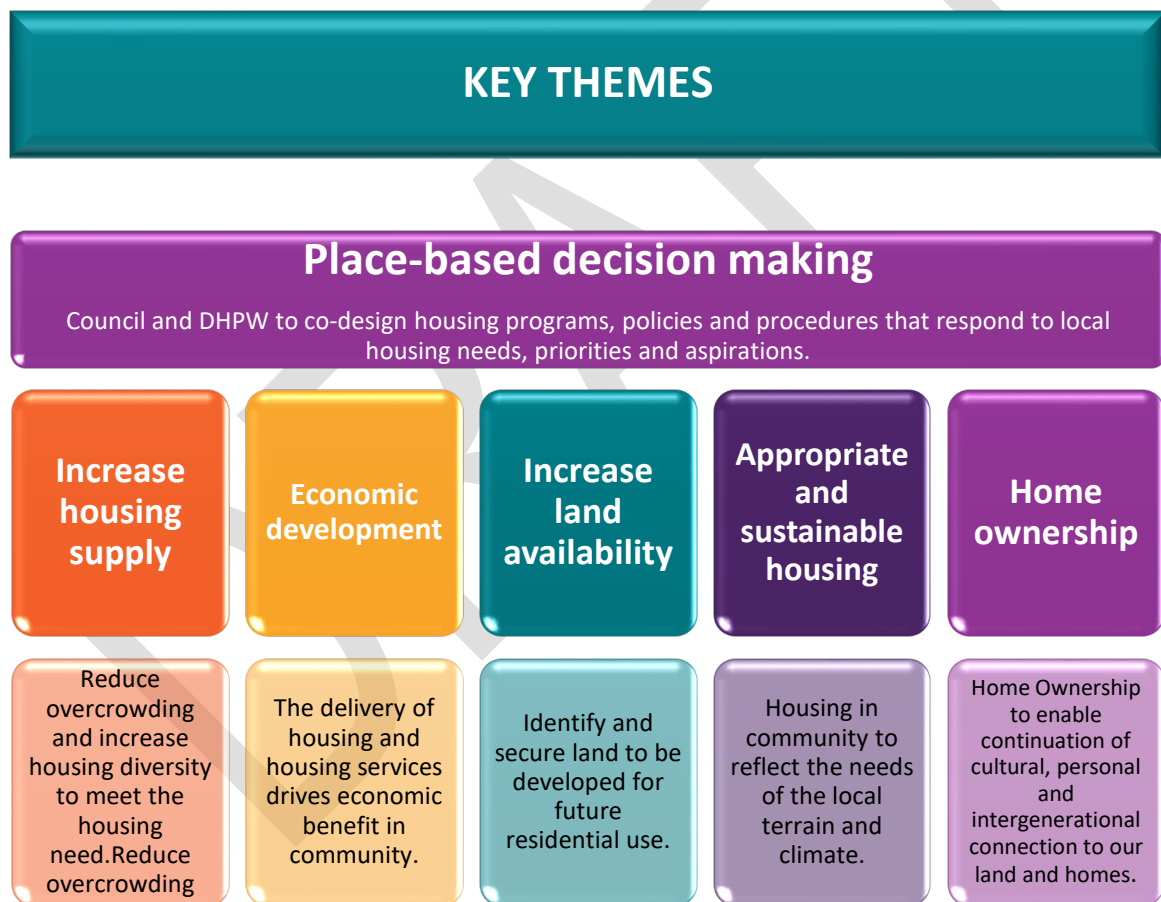 KEY THEMES
Place-based decision making
Council and DHPW to co-design housing programs, policies and procedures that respond to local
housing needs, priorities and aspirations.
Increase
housing
supply
Economic
development
Increase
land
availability
Appropriate
and
sustainable
housing
Home
ownership
Reduce
overcrowding
and increase
housing diversity
to meet the
housing
need.Reduce
overcrowding
The delivery of
housing and
housing services
drives economic
benefit in
community.
Identify and
secure land to be
developed for
future
residential use.
Housing in
community to
reflect the needs
of the local
terrain and
climate.
Home Ownership
to enable
continuation of
cultural, personal
and
intergenerational
connection to our
land and homes.
DRAFT